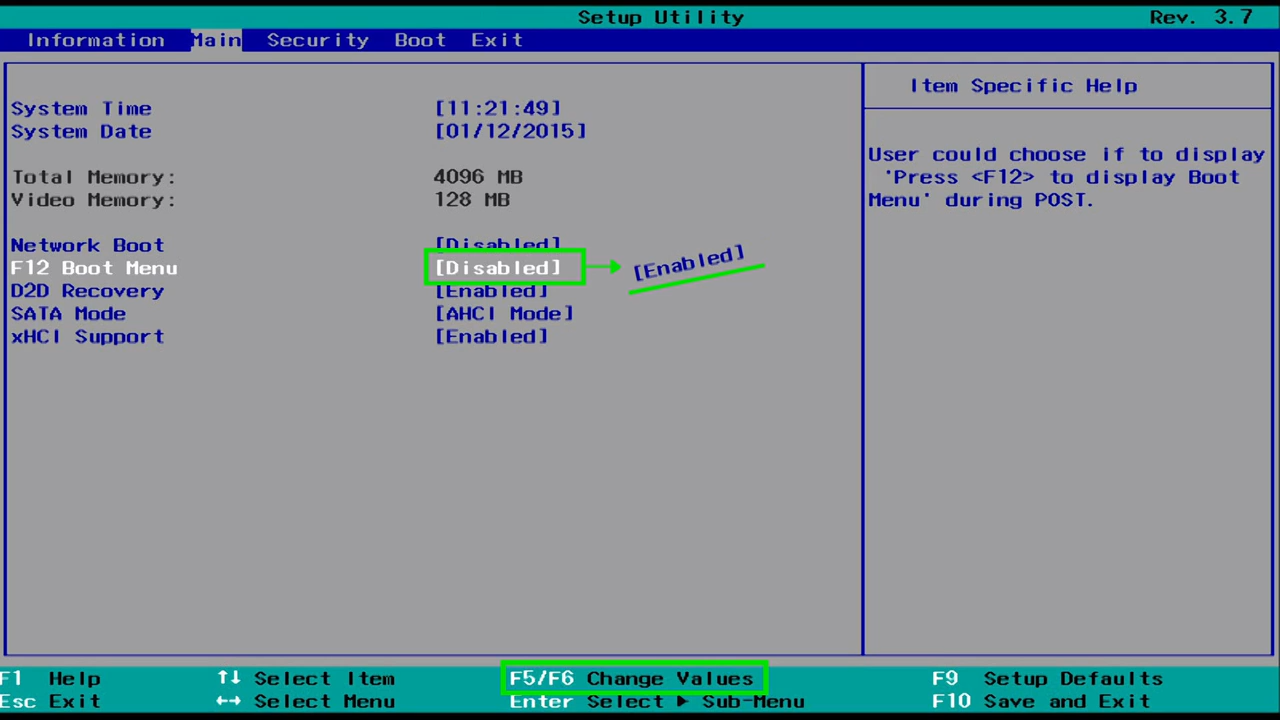 Setup Utility Rev. 3.7
Information Main Security Boot Exit
Item Specific Help
System Time [11:21:49]
System Date [01/12/2015]
Total Memory: 4096 MB
Video Memory: 128 MB
Network Boot [Disabled]
F12 Boot Menu [Disabled] [Enabled]
D2D Recovery [Enabled]
SATA Mode [AHCI Mode]
xHCI Support [Enabled]
User could choose if to display
'Press <F12> to display Boot
Menu' during POST.
F1 Help ↑↓ Select Item F5/F6 Change Values F9 Setup Defaults
Esc Exit ←→ Select Menu Enter Select ▶ Sub-Menu F10 Save and Exit